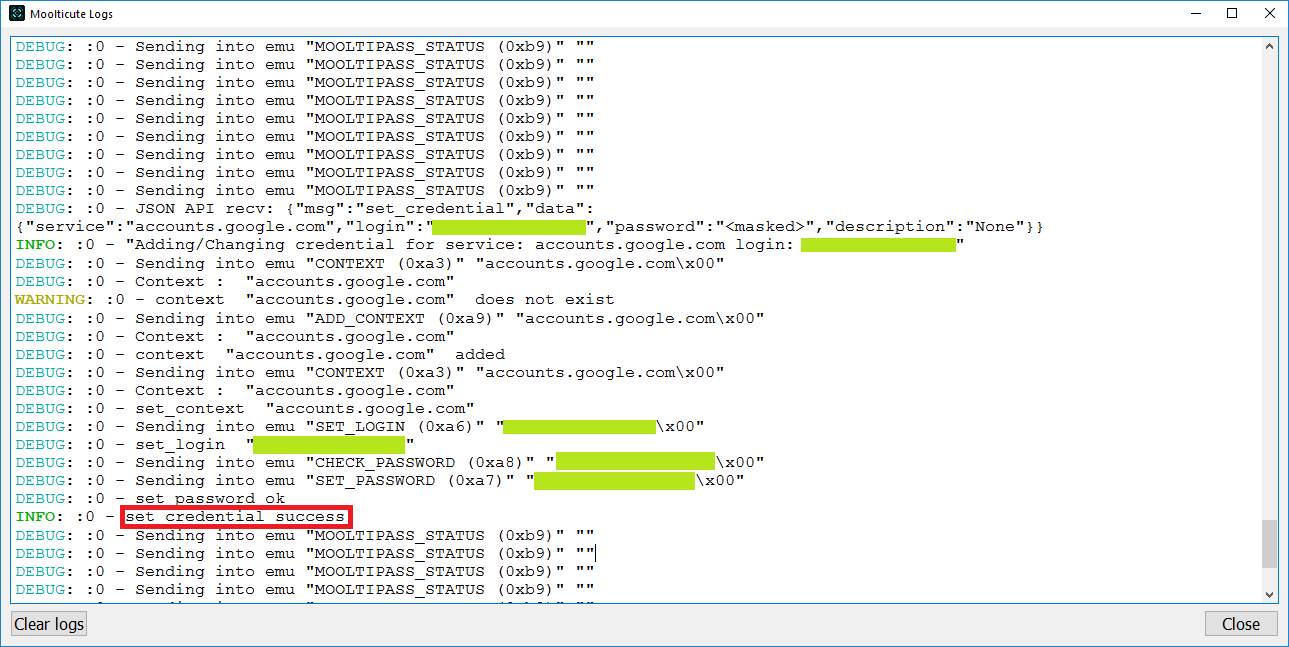 Moolticute Logs
DEBUG: :0 - Sending into emu "MOOLTIPASS_STATUS (0xb9)" ""
DEBUG: :0 - Sending into emu "MOOLTIPASS_STATUS (0xb9)" ""
DEBUG: :0 - Sending into emu "MOOLTIPASS_STATUS (0xb9)" ""
DEBUG: :0 - Sending into emu "MOOLTIPASS_STATUS (0xb9)" ""
DEBUG: :0 - Sending into emu "MOOLTIPASS_STATUS (0xb9)" ""
DEBUG: :0 - Sending into emu "MOOLTIPASS_STATUS (0xb9)" ""
DEBUG: :0 - Sending into emu "MOOLTIPASS_STATUS (0xb9)" ""
DEBUG: :0 - Sending into emu "MOOLTIPASS_STATUS (0xb9)" ""
DEBUG: :0 - Sending into emu "MOOLTIPASS_STATUS (0xb9)" ""
DEBUG: :0 - JSON API recv: {"msg":"set_credential","data":
{"service":"accounts.google.com","login":"","password":"<masked>","description":"None"}}
INFO: :0 - "Adding/Changing credential for service: accounts.google.com login: "
DEBUG: :0 - Sending into emu "CONTEXT (0xa3)" "accounts.google.com\x00"
DEBUG: :0 - Context :  "accounts.google.com"
WARNING: :0 - context  "accounts.google.com"  does not exist
DEBUG: :0 - Sending into emu "ADD_CONTEXT (0xa9)" "accounts.google.com\x00"
DEBUG: :0 - Context :  "accounts.google.com"
DEBUG: :0 - context  "accounts.google.com"  added
DEBUG: :0 - Sending into emu "CONTEXT (0xa3)" "accounts.google.com\x00"
DEBUG: :0 - Context :  "accounts.google.com"
DEBUG: :0 - set_context  "accounts.google.com"
DEBUG: :0 - Sending into emu "SET_LOGIN (0xa6)" "\x00"
DEBUG: :0 - set_login  ""
DEBUG: :0 - Sending into emu "CHECK_PASSWORD (0xa8)" "\x00"
DEBUG: :0 - Sending into emu "SET_PASSWORD (0xa7)" "\x00"
DEBUG: :0 - set password ok
INFO: :0 - set credential success
DEBUG: :0 - Sending into emu "MOOLTIPASS_STATUS (0xb9)" ""
DEBUG: :0 - Sending into emu "MOOLTIPASS_STATUS (0xb9)" ""
DEBUG: :0 - Sending into emu "MOOLTIPASS_STATUS (0xb9)" ""
DEBUG: :0 - Sending into emu "MOOLTIPASS_STATUS (0xb9)" ""
Clear logs
Close